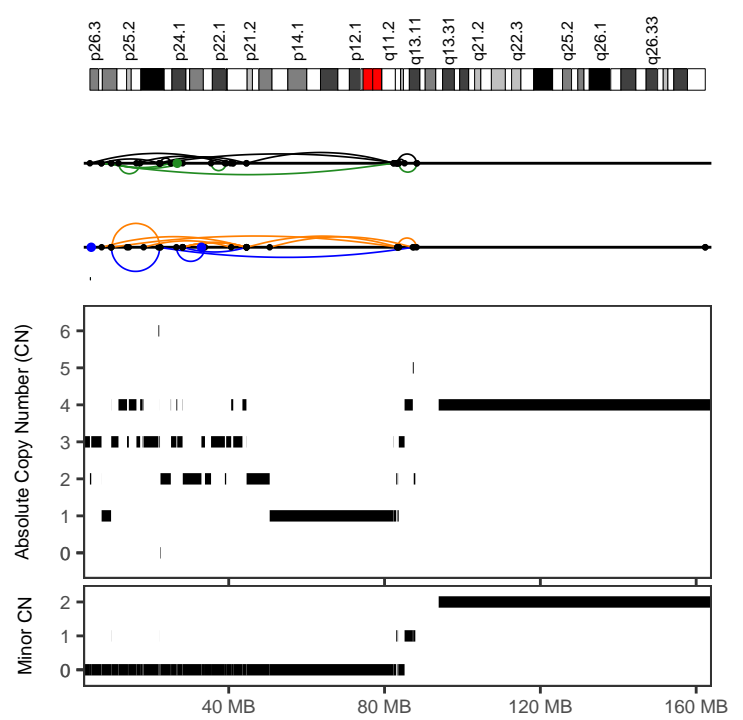 p26.3 p25.2 p24.1 p22.1 p21.2 p14.1 p12.1 q11.2 q13.11 q13.31 q21.2 q22.3 q25.2 q26.1 q26.33
Absolute Copy Number (CN)
6
5
4
3
2
1
0
Minor CN
2
1
0
40 MB 80 MB 120 MB 160 MB